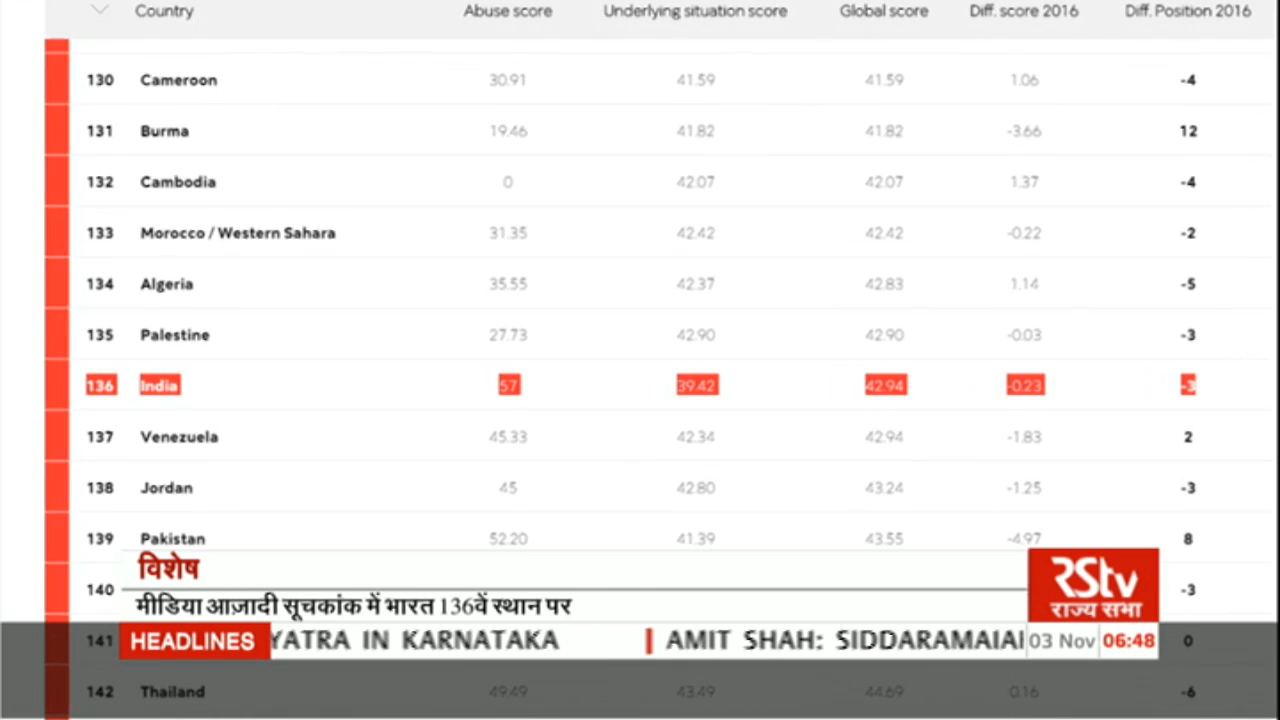 Country Abuse score Underlying situation score Global score Diff. score 2016 Diff. Position 2016
130 Cameroon 30.91 41.59 41.59 1.06 -4
131 Burma 19.46 41.82 41.82 -3.66 12
132 Cambodia 0 42.07 42.07 1.37 -4
133 Morocco / Western Sahara 31.35 42.42 42.42 -0.22 -2
134 Algeria 35.55 42.37 42.83 1.14 -5
135 Palestine 27.73 42.90 42.90 -0.03 -3
136 India 57 39.42 42.94 -0.23 -3
137 Venezuela 45.33 42.34 42.94 -1.83 2
138 Jordan 45 42.80 43.24 -1.25 -3
139 Pakistan 52.20 41.39 43.55 -4.97 8
विशेष
140 -3
मीडिया आज़ादी सूचकांक में भारत 136वें स्थान पर
RStv
राज्य सभा
141 HEADLINES YATRA IN KARNATAKA | AMIT SHAH: SIDDARAMAIA 03 Nov 06:48 0
142 Thailand 49.49 43.49 44.69 0.16 -6